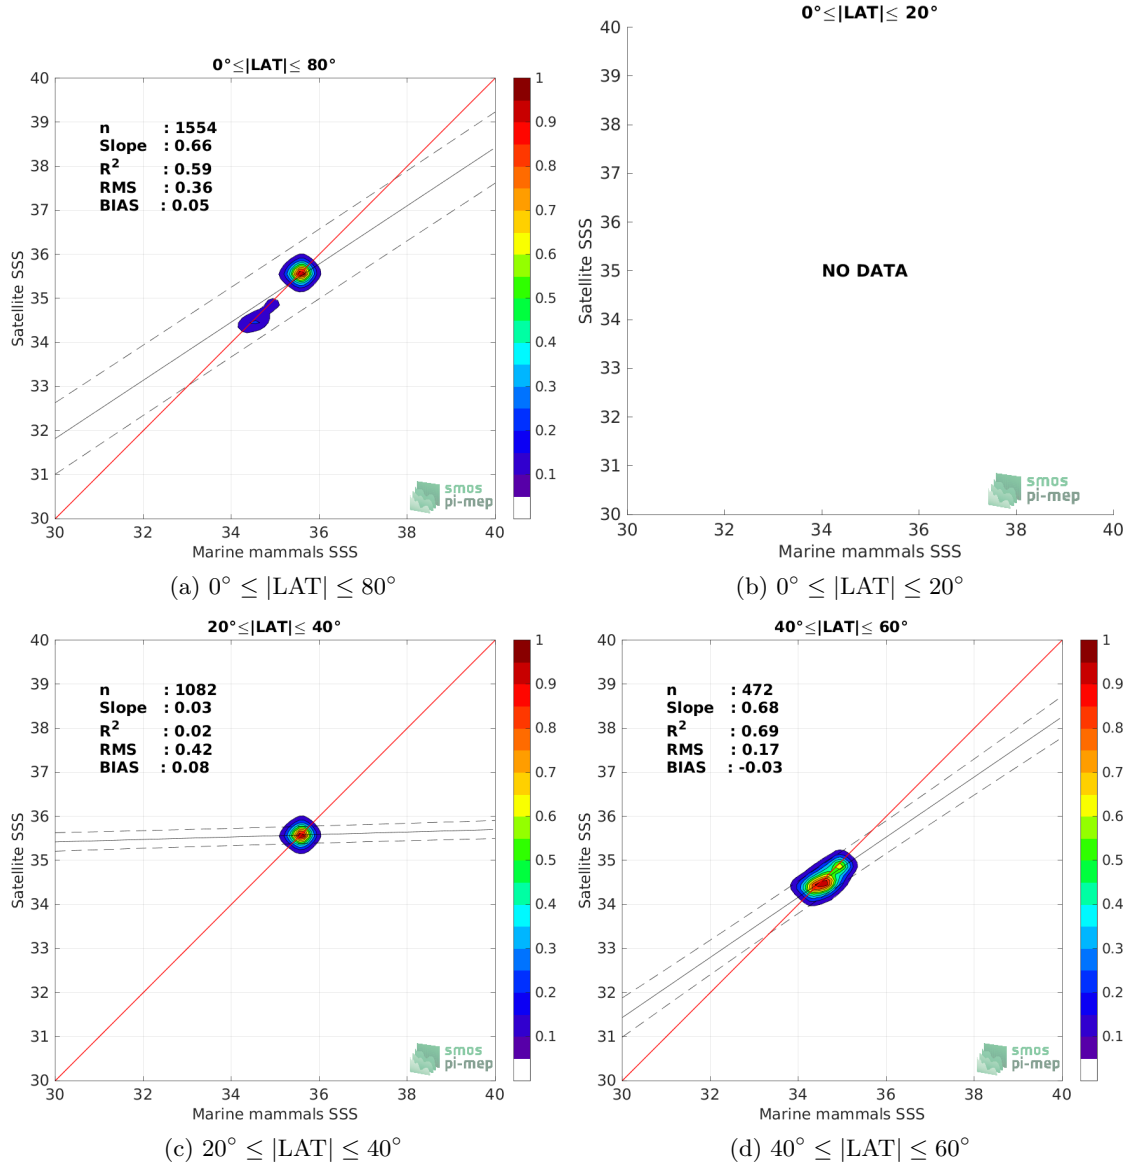 0°≤|LAT|≤ 80°
40
39
38
37
36
35
34
33
32
31
30
Satellite SSS
n : 1554
Slope : 0.66
R² : 0.59
RMS : 0.36
BIAS : 0.05
1
0.9
0.8
0.7
0.6
0.5
0.4
0.3
0.2
0.1
smos
pi-mep
30 32 34 36 38 40
Marine mammals SSS
(a) 0° ≤ |LAT| ≤ 80°
0°≤|LAT|≤ 20°
40
39
38
37
36
35
34
33
32
31
30
Satellite SSS
NO DATA
smos
pi-mep
30 32 34 36 38 40
Marine mammals SSS
(b) 0° ≤ |LAT| ≤ 20°
20°≤|LAT|≤ 40°
40
39
38
37
36
35
34
33
32
31
30
Satellite SSS
n : 1082
Slope : 0.03
R² : 0.02
RMS : 0.42
BIAS : 0.08
1
0.9
0.8
0.7
0.6
0.5
0.4
0.3
0.2
0.1
smos
pi-mep
30 32 34 36 38 40
Marine mammals SSS
(c) 20° ≤ |LAT| ≤ 40°
40°≤|LAT|≤ 60°
40
39
38
37
36
35
34
33
32
31
30
Satellite SSS
n : 472
Slope : 0.68
R² : 0.69
RMS : 0.17
BIAS : -0.03
1
0.9
0.8
0.7
0.6
0.5
0.4
0.3
0.2
0.1
smos
pi-mep
30 32 34 36 38 40
Marine mammals SSS
(d) 40° ≤ |LAT| ≤ 60°